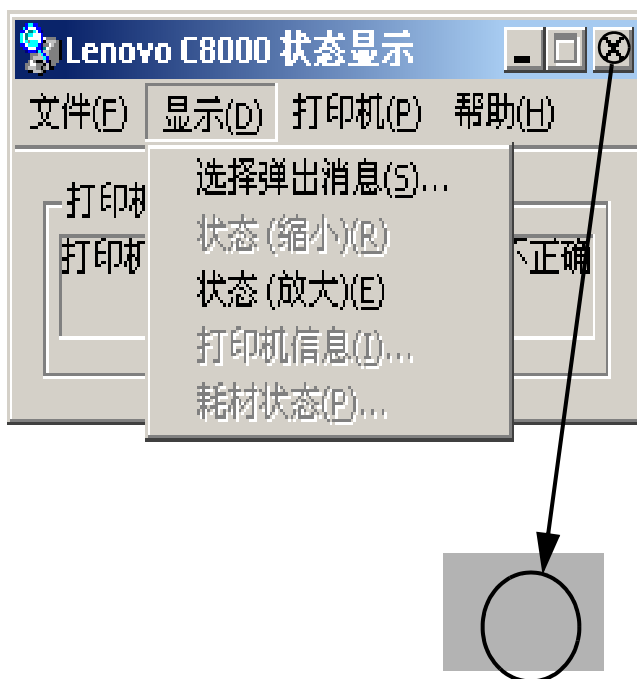 Lenovo C8000 状态显示
文件(F) 显示(D) 打印机(P) 帮助(H)
选择弹出消息(S)...
打印机
状态 (缩小)(R)
打印机 不正确
状态 (放大)(E)
打印机信息(I)...
耗材状态(P)...